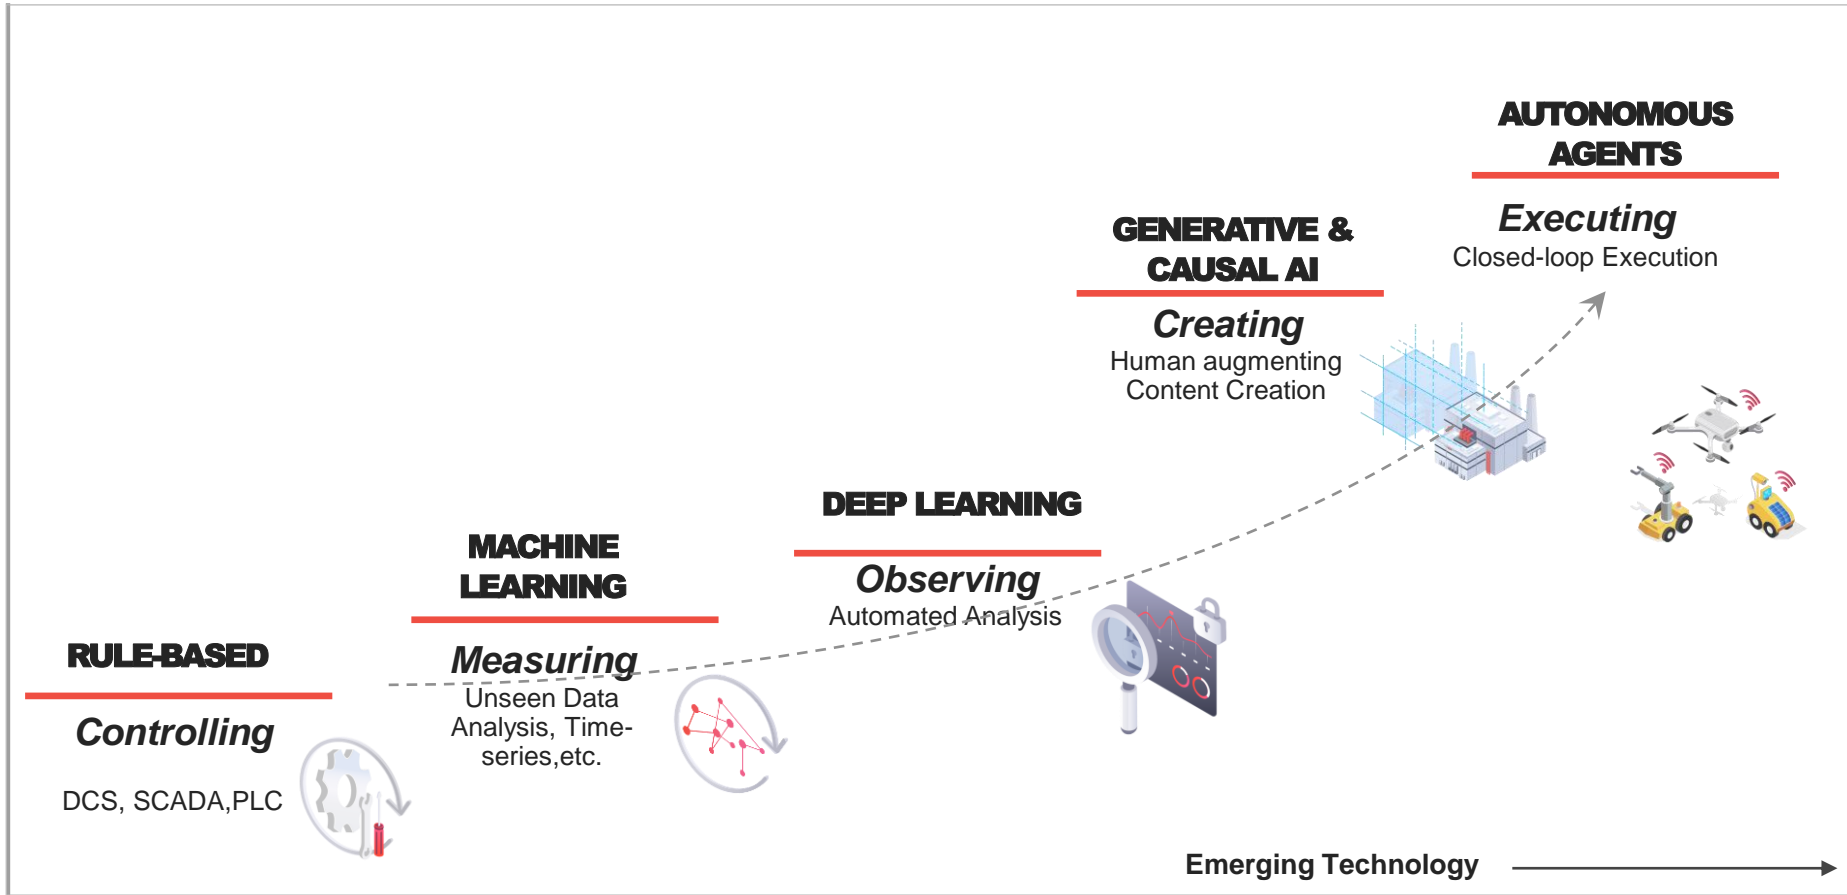 RULE-BASED
Controlling
DCS, SCADA,PLC
MACHINE
LEARNING
Measuring
Unseen Data
Analysis, Time-
series,etc.
DEEP LEARNING
Observing
Automated Analysis
GENERATIVE &
CAUSAL AI
Creating
Human augmenting
Content Creation
AUTONOMOUS
AGENTS
Executing
Closed-loop Execution
Emerging Technology